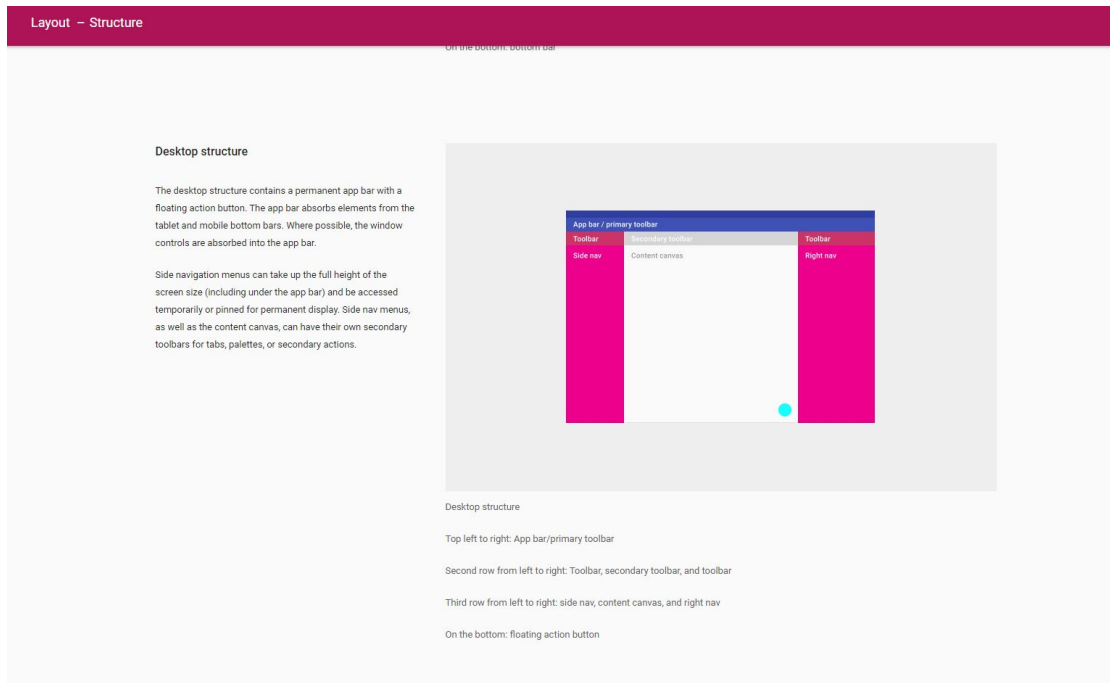 Layout – Structure
On the bottom: bottom bar
Desktop structure
The desktop structure contains a permanent app bar with a
floating action button. The app bar absorbs elements from the
tablet and mobile bottom bars. Where possible, the window
controls are absorbed into the app bar.
Side navigation menus can take up the full height of the
screen size (including under the app bar) and be accessed
temporarily or pinned for permanent display. Side nav menus,
as well as the content canvas, can have their own secondary
toolbars for tabs, palettes, or secondary actions.
App bar / primary toolbar
Toolbar Secondary toolbar Toolbar
Side nav Content canvas Right nav
Desktop structure
Top left to right: App bar/primary toolbar
Second row from left to right: Toolbar, secondary toolbar, and toolbar
Third row from left to right: side nav, content canvas, and right nav
On the bottom: floating action button